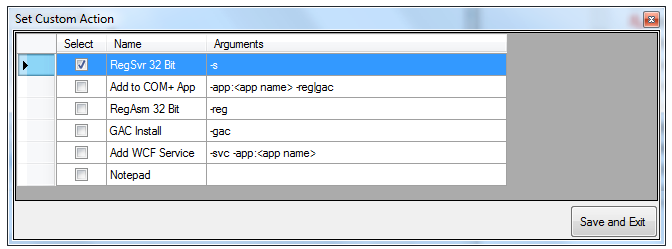 Set Custom Action
Select Name Arguments
RegSvr 32 Bit -s
Add to COM+ App -app:<app name> -reg|gac
RegAsm 32 Bit -reg
GAC Install -gac
Add WCF Service -svc -app:<app name>
Notepad
Save and Exit